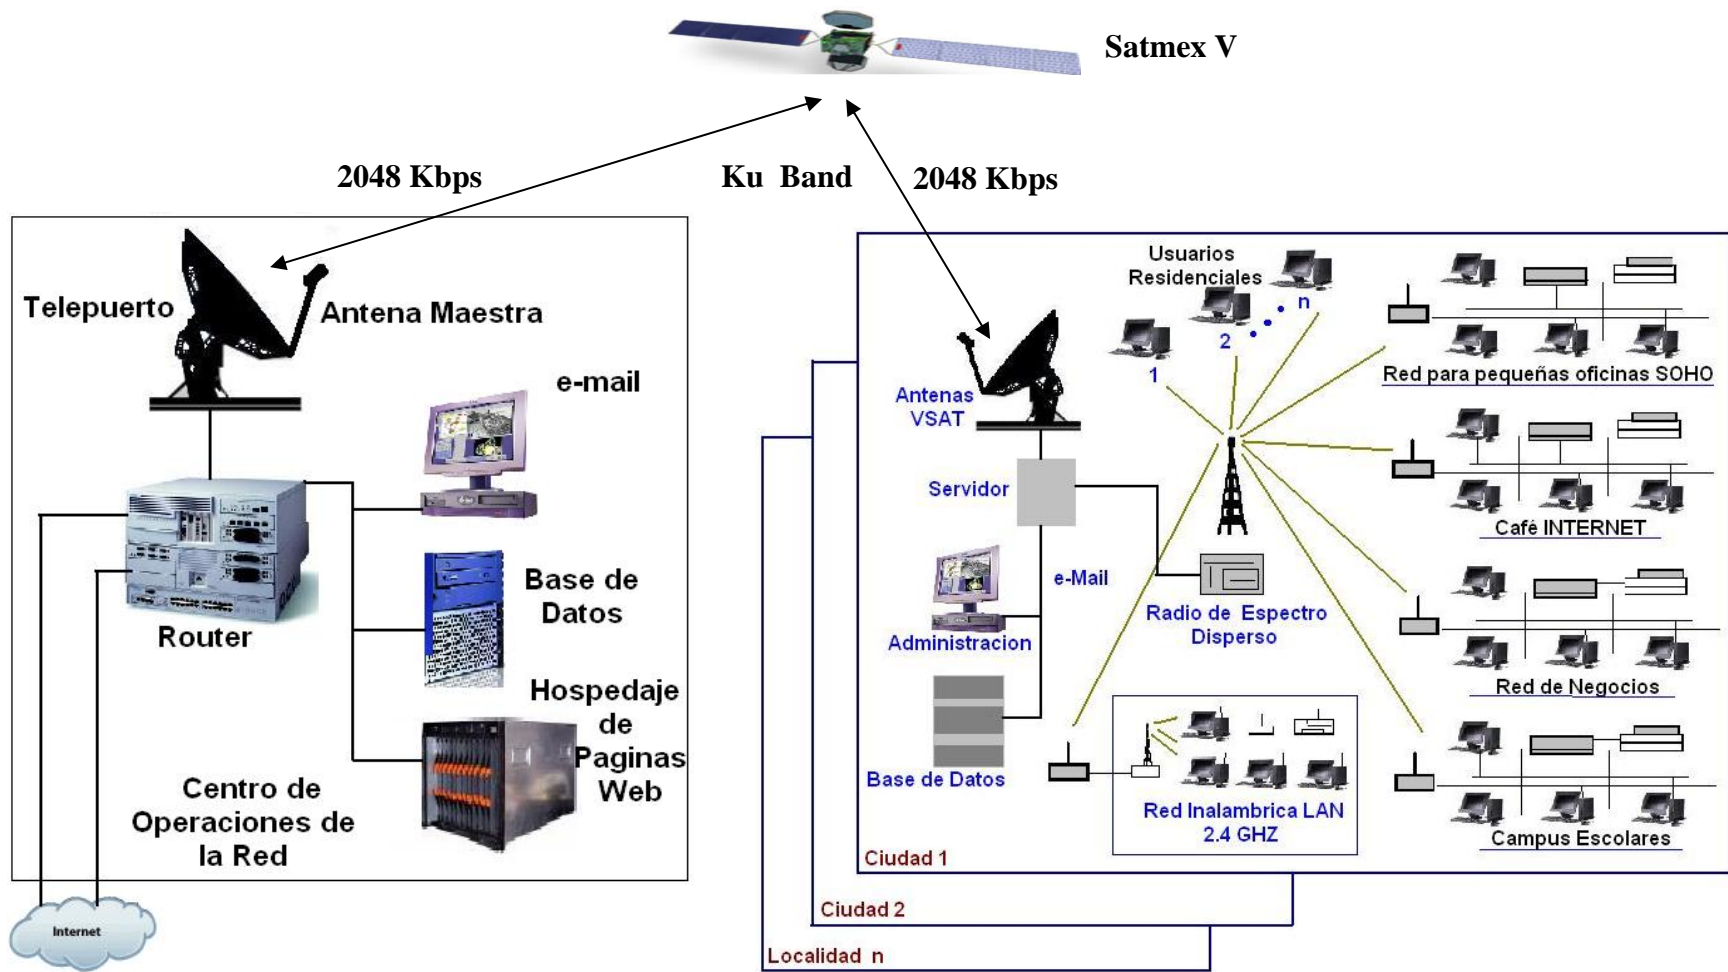 Satmex V
2048 Kbps
Ku Band
2048 Kbps
Telepuerto
Antena Maestra
e-mail
Base de
Datos
Router
Hospedaje
de
Paginas
Web
Centro de
Operaciones de
la Red
Internet
Usuarios
Residenciales
n
2
1
Antenas
VSAT
Servidor
e-Mail
Administracion
Radio de Espectro
Disperso
Base de Datos
Red Inalambrica LAN
2.4 GHZ
Red para pequeñas oficinas SOHO
Café INTERNET
Red de Negocios
Campus Escolares
Ciudad 1
Ciudad 2
Localidad n